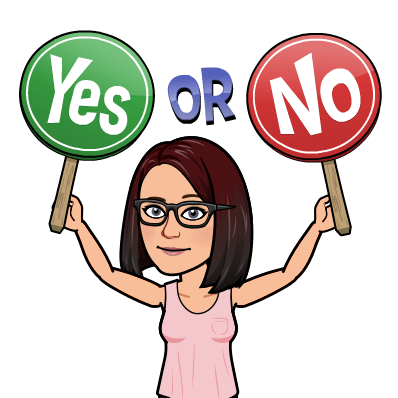 Yes OR No